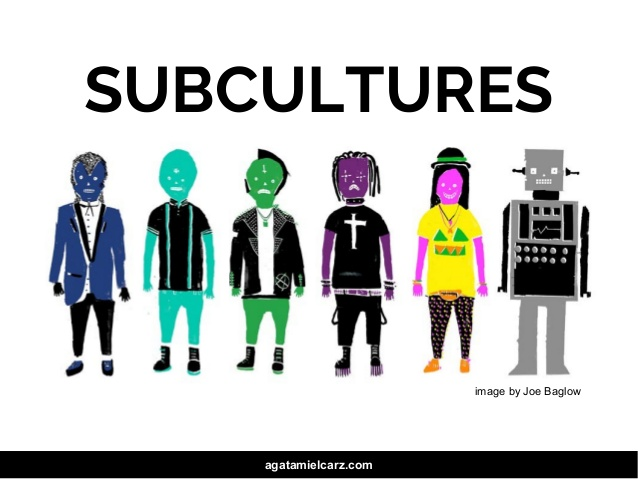 SUBCULTURES
image by Joe Baglow
agatamielcarz.com